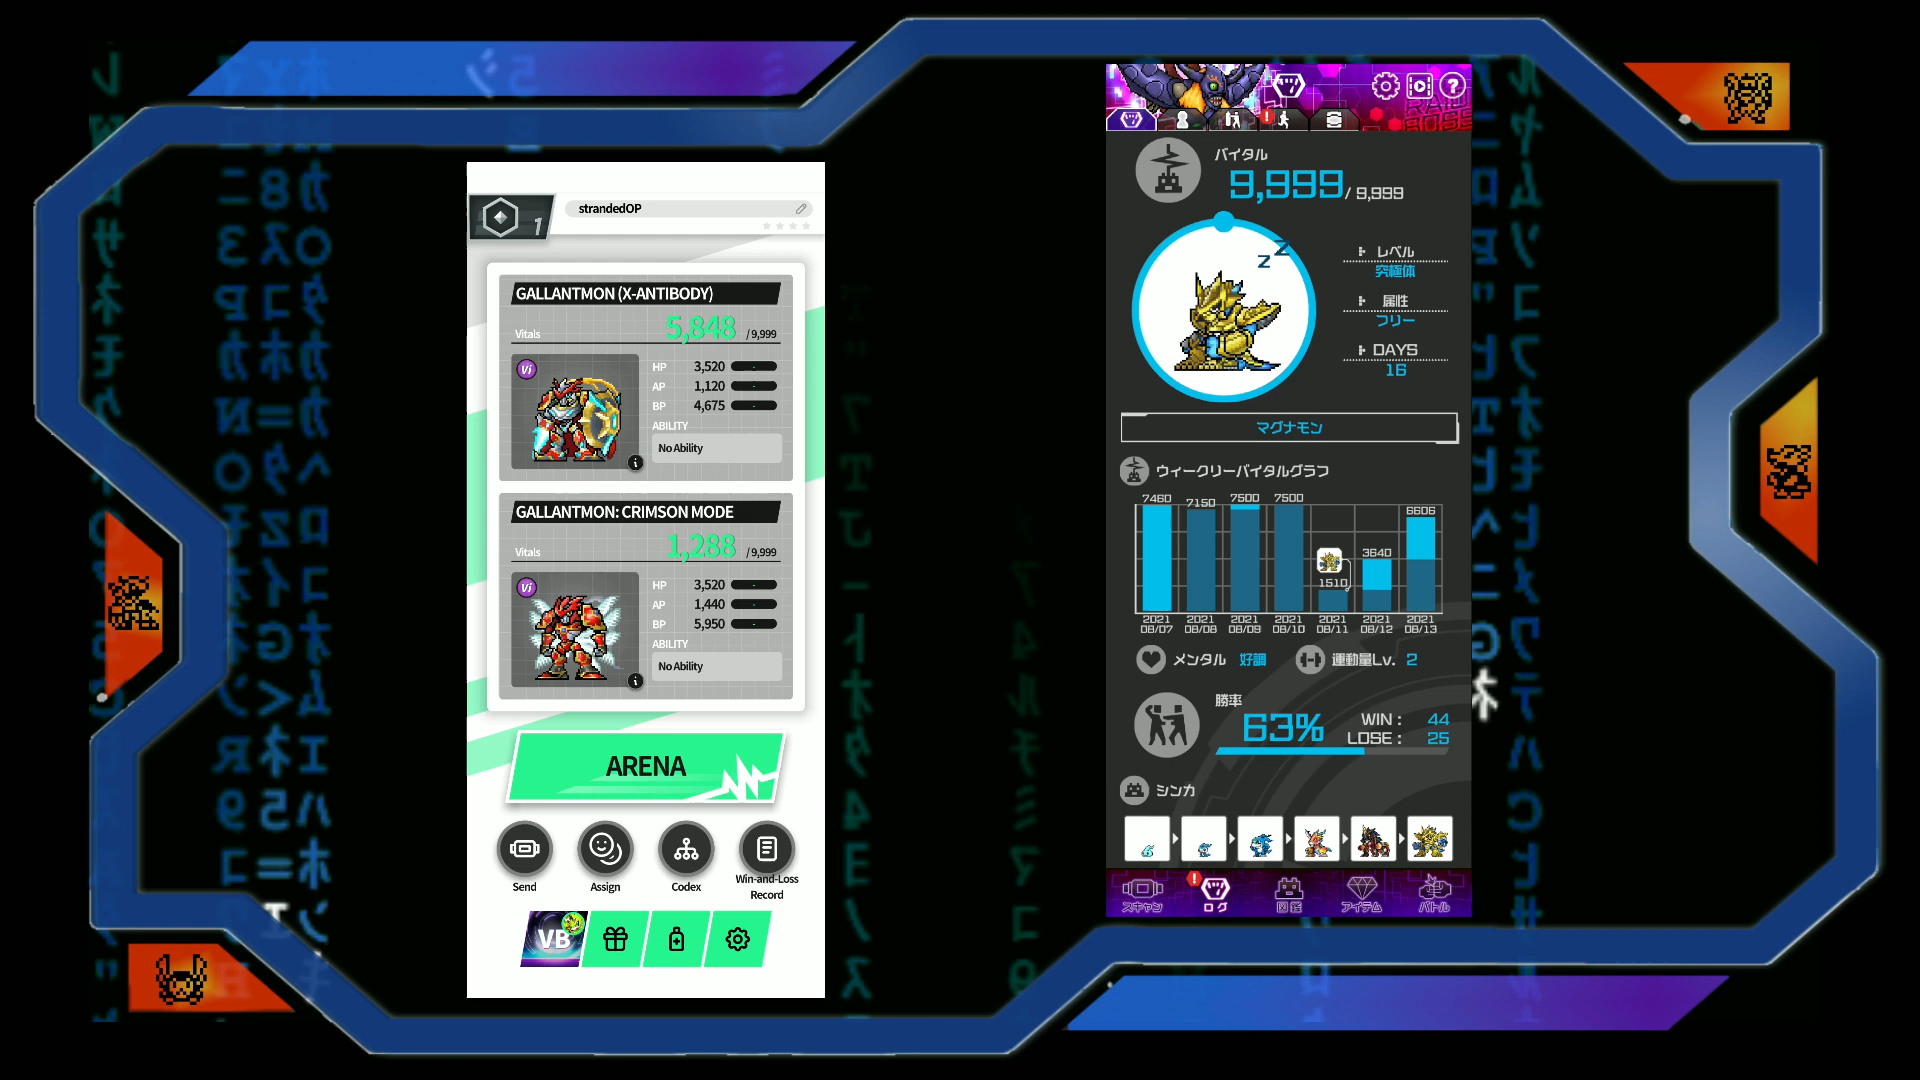 1
strandedOP
GALLANTMON (X-ANTIBODY)
Vitals 5,848 /9,999
Vi
HP 3,520
AP 1,120
BP 4,675
ABILITY
No Ability
i
GALLANTMON: CRIMSON MODE
Vitals 1,288 /9,999
Vi
HP 3,520
AP 1,440
BP 5,950
ABILITY
No Ability
i
ARENA
Send Assign Codex Win-and-Loss Record
VB
?
RAID
BOSS
!
バイタル
9,999 / 9,999
Z Z
レベル
究極体
属性
フリー
DAYS
16
マグナモン
ウィークリーバイタルグラフ
7460 7150 7500 7500 1510 3640 6606
2021 2021 2021 2021 2021 2021 2021
08/07 08/08 08/09 08/10 08/11 08/12 08/13
メンタル 好調 運動量Lv. 2
勝率
63%
WIN : 44
LOSE : 25
シンカ
!
スキャン ログ 図鑑 アイテム バトル